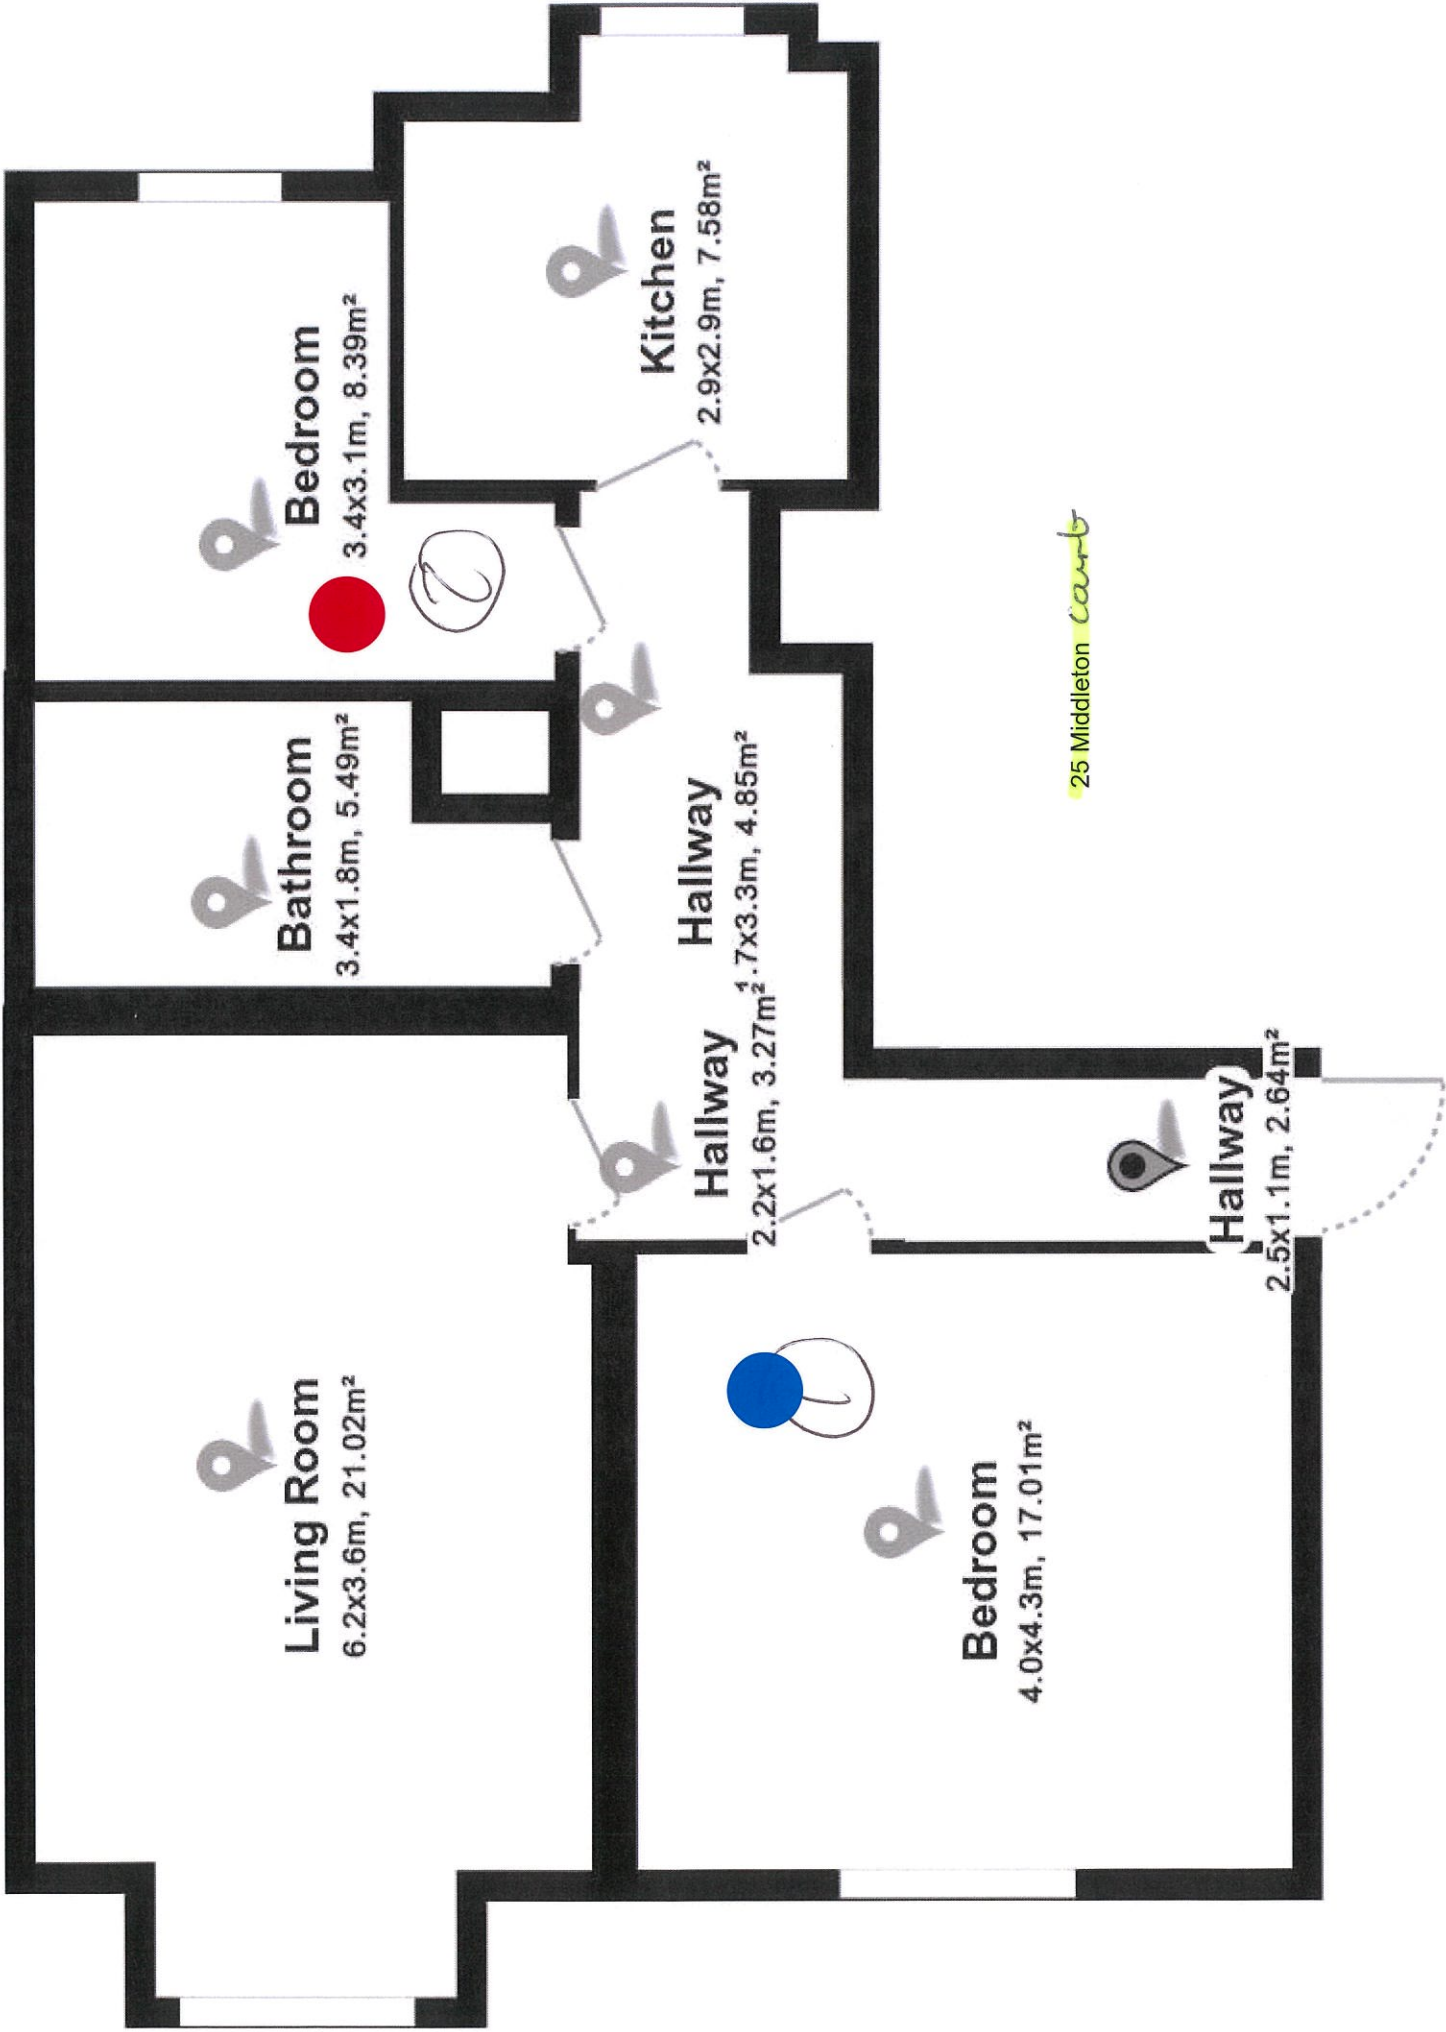 Living Room
6.2x3.6m, 21.02m²
Bathroom
3.4x1.8m, 5.49m²
Bedroom
3.4x3.1m, 8.39m²
2
Kitchen
2.9x2.9m, 7.58m²
Hallway
2.2x1.6m, 3.27m²
Hallway
1.7x3.3m, 4.85m²
Bedroom
4.0x4.3m, 17.01m²
Hallway
2.5x1.1m, 2.64m²
25 Middleton